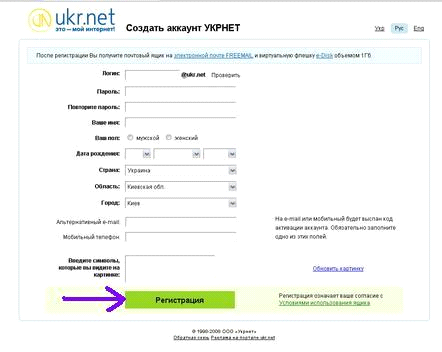 ukr.net
это – мой интернет!
Создать аккаунт УКРНЕТ
Укр Рус Eng
После регистрации Вы получите почтовый ящик на электронной почте FREEMAIL и виртуальную флешку e-Disk объемом 1Гб.
Логин: @ukr.net Проверить
Пароль:
Повторите пароль:
Ваше имя:
Ваш пол: мужской женский
Дата рождения:
Страна: Украина
Область: Киевская обл.
Город: Киев
Альтернативный e-mail:
Мобильный телефон:
На e-mail или мобильный будет выслан код
активации аккаунта. Обязательно заполните
одно из этих полей.
Введите символы,
которые вы видите на
картинке:
Обновить картинку
Регистрация
Регистрация означает ваше согласие с
Условиями использования ящика
© 1998-2008 ООО «Укрнет»
Обратная связь Реклама на портале ukr.net